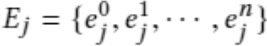 E_j = {e_j^0, e_j^1, ⋯, e_j^n}